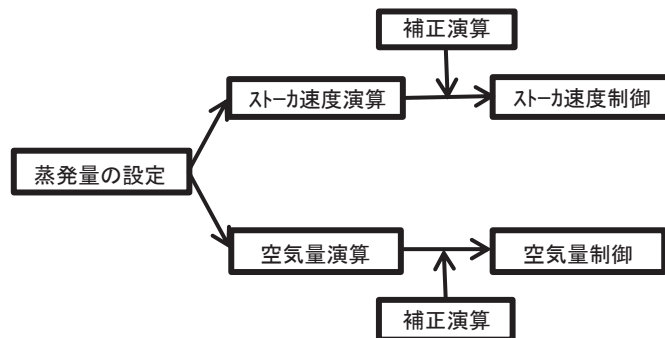 補正演算
ｽﾄｰｶ速度演算
ｽﾄｰｶ速度制御
蒸発量の設定
空気量演算
空気量制御
補正演算